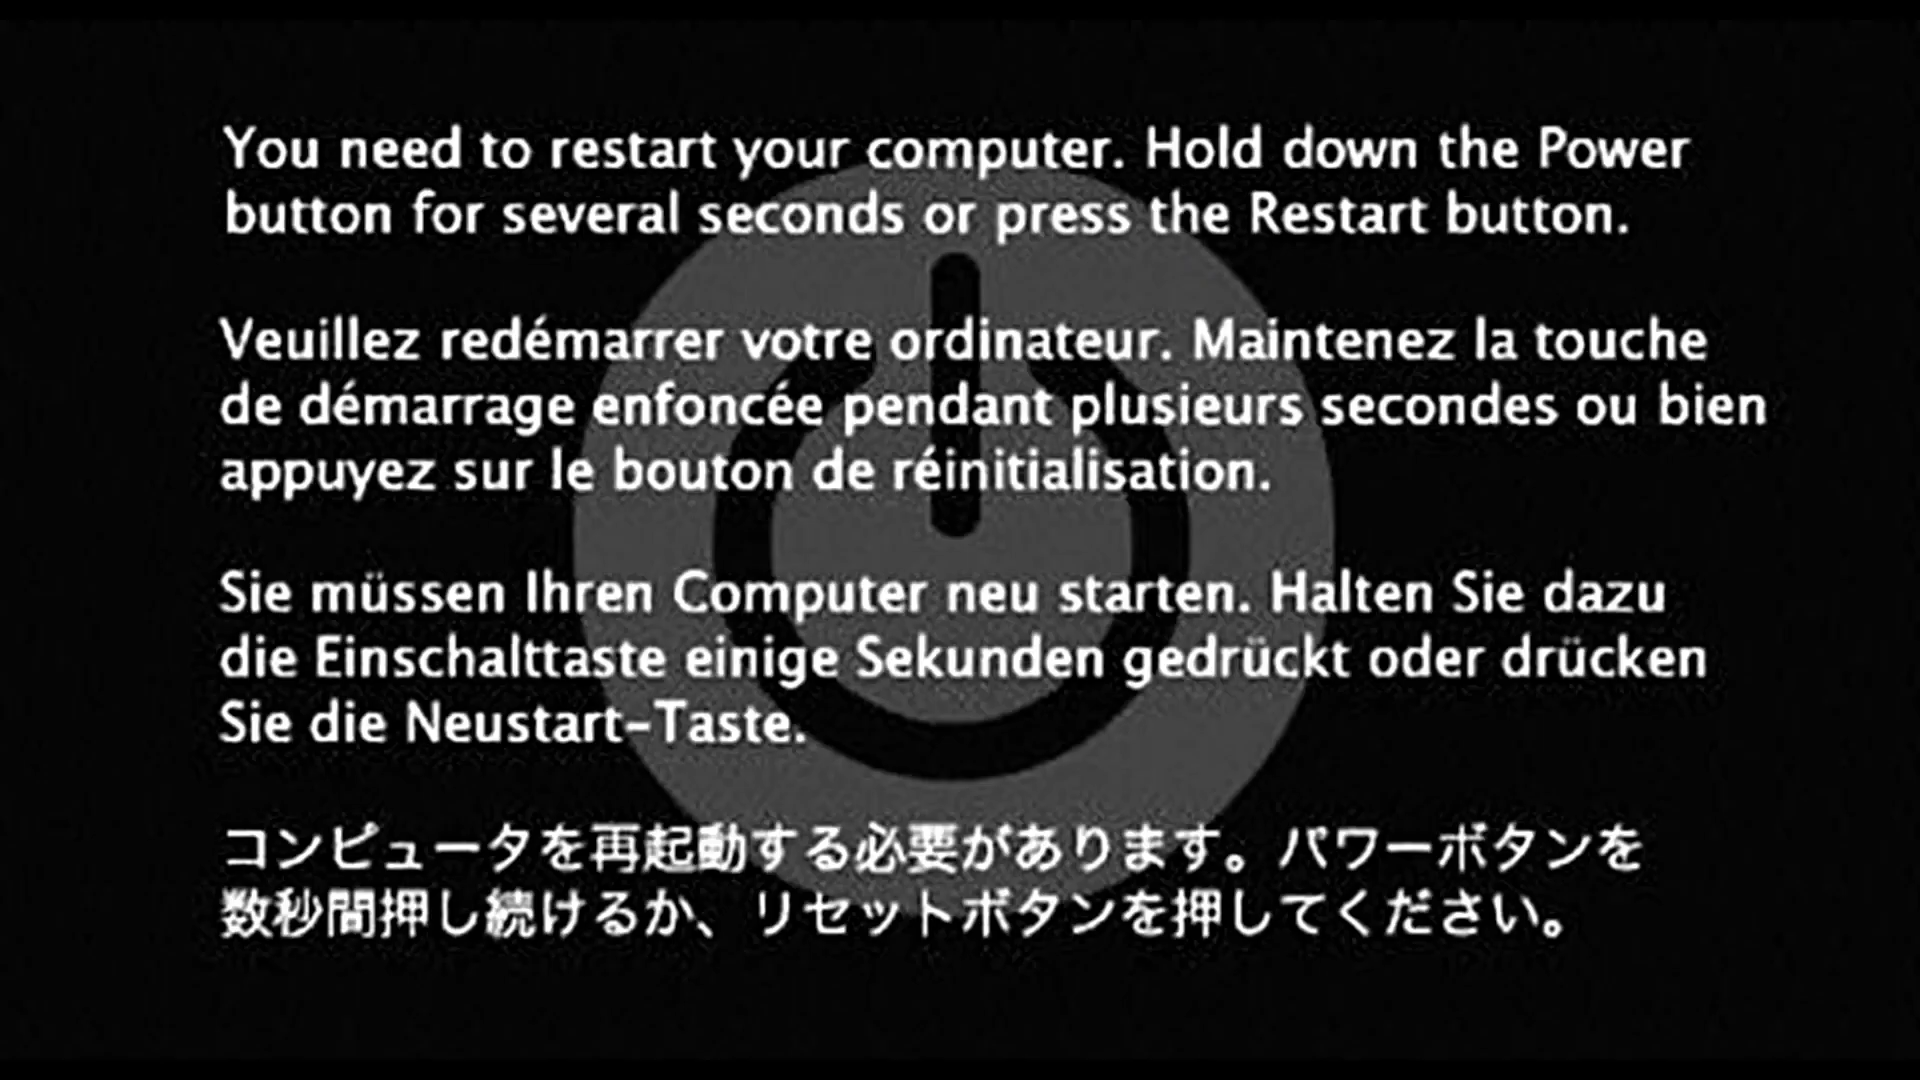 You need to restart your computer. Hold down the Power
button for several seconds or press the Restart button.
Veuillez redémarrer votre ordinateur. Maintenez la touche
de démarrage enfoncée pendant plusieurs secondes ou bien
appuyez sur le bouton de réinitialisation.
Sie müssen Ihren Computer neu starten. Halten Sie dazu
die Einschalttaste einige Sekunden gedrückt oder drücken
Sie die Neustart-Taste.
コンピュータを再起動する必要があります。パワーボタンを
数秒間押し続けるか、リセットボタンを押してください。